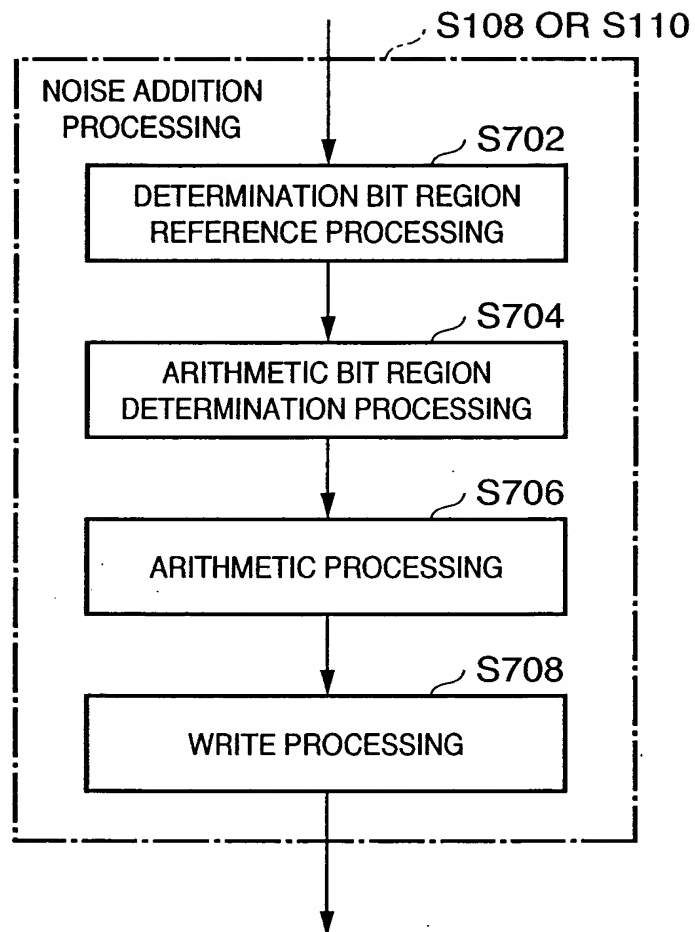 S108 OR S110
NOISE ADDITION
PROCESSING
S702
DETERMINATION BIT REGION
REFERENCE PROCESSING
S704
ARITHMETIC BIT REGION
DETERMINATION PROCESSING
S706
ARITHMETIC PROCESSING
S708
WRITE PROCESSING